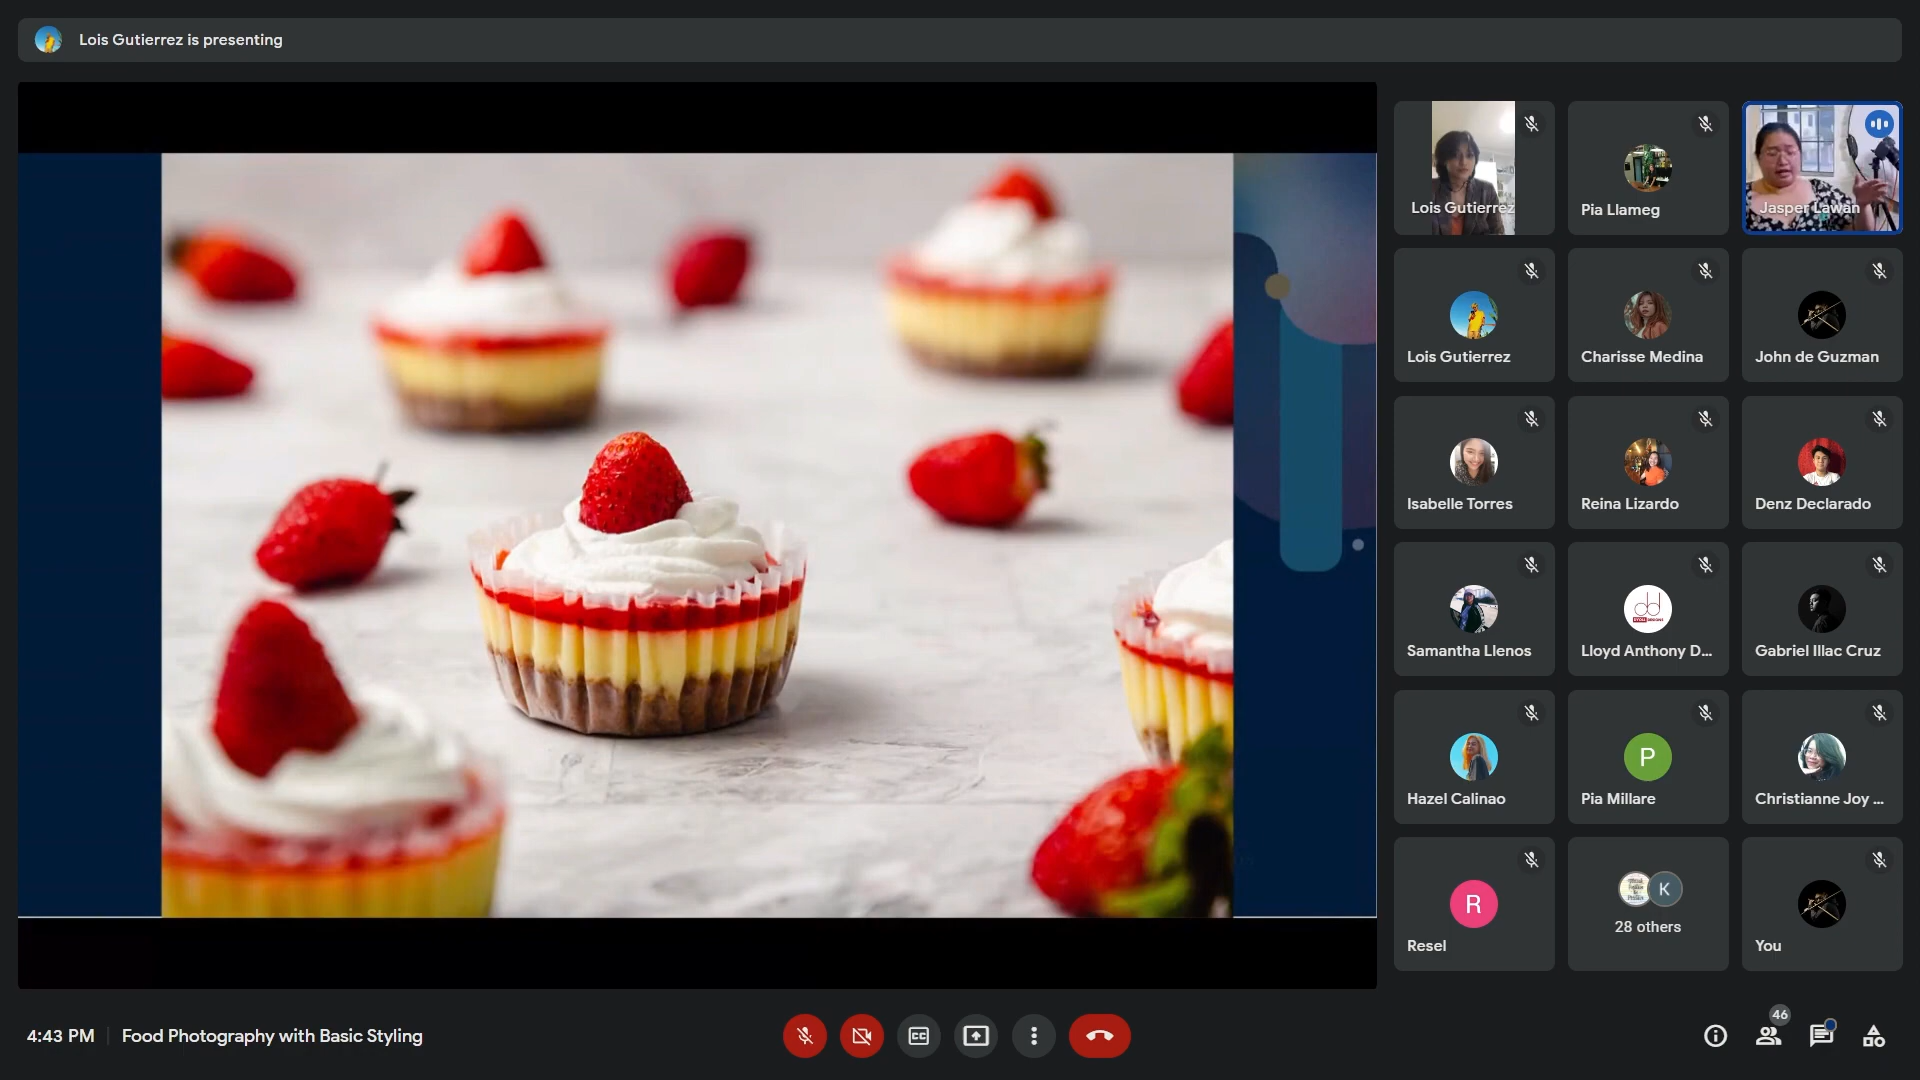 Lois Gutierrez is presenting
Lois Gutierrez
Pia Llameg
Jasper Lawan
Lois Gutierrez
Charisse Medina
John de Guzman
Isabelle Torres
Reina Lizardo
Denz Declarado
Samantha Llenos
Lloyd Anthony D...
Gabriel Illac Cruz
P
Hazel Calinao
Pia Millare
Christianne Joy ...
R
K
28 others
Resel
You
4:43 PM
Food Photography with Basic Styling
CC
46